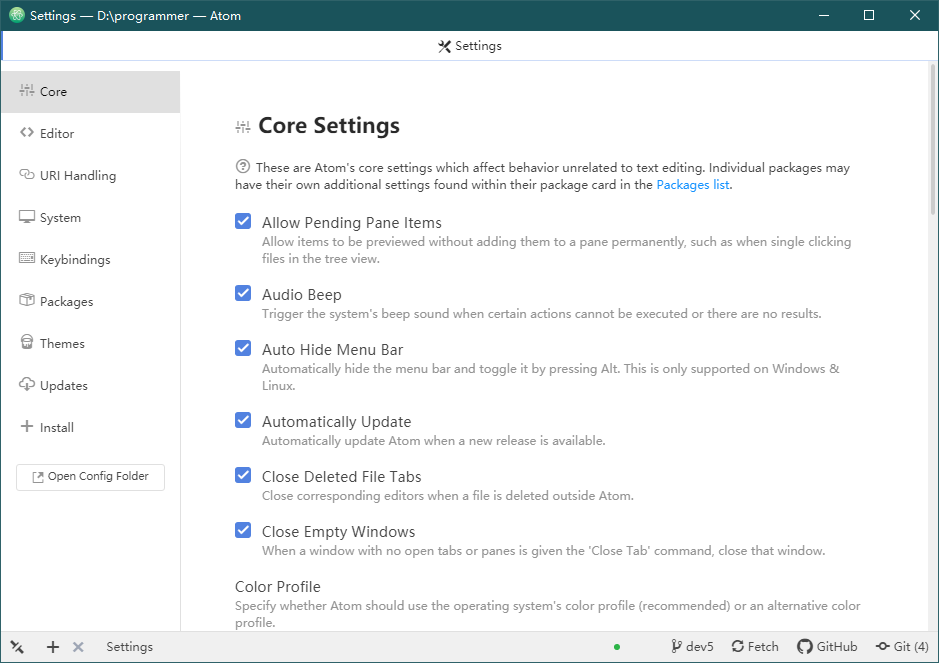 Settings — D:\programmer — Atom
Settings
Core
Editor
URI Handling
System
Keybindings
Packages
Themes
Updates
Install
Open Config Folder
Core Settings
These are Atom's core settings which affect behavior unrelated to text editing. Individual packages may
have their own additional settings found within their package card in the Packages list.
Allow Pending Pane Items
Allow items to be previewed without adding them to a pane permanently, such as when single clicking
files in the tree view.
Audio Beep
Trigger the system's beep sound when certain actions cannot be executed or there are no results.
Auto Hide Menu Bar
Automatically hide the menu bar and toggle it by pressing Alt. This is only supported on Windows &
Linux.
Automatically Update
Automatically update Atom when a new release is available.
Close Deleted File Tabs
Close corresponding editors when a file is deleted outside Atom.
Close Empty Windows
When a window with no open tabs or panes is given the 'Close Tab' command, close that window.
Color Profile
Specify whether Atom should use the operating system's color profile (recommended) or an alternative color
profile.
Settings dev5 Fetch GitHub Git (4)